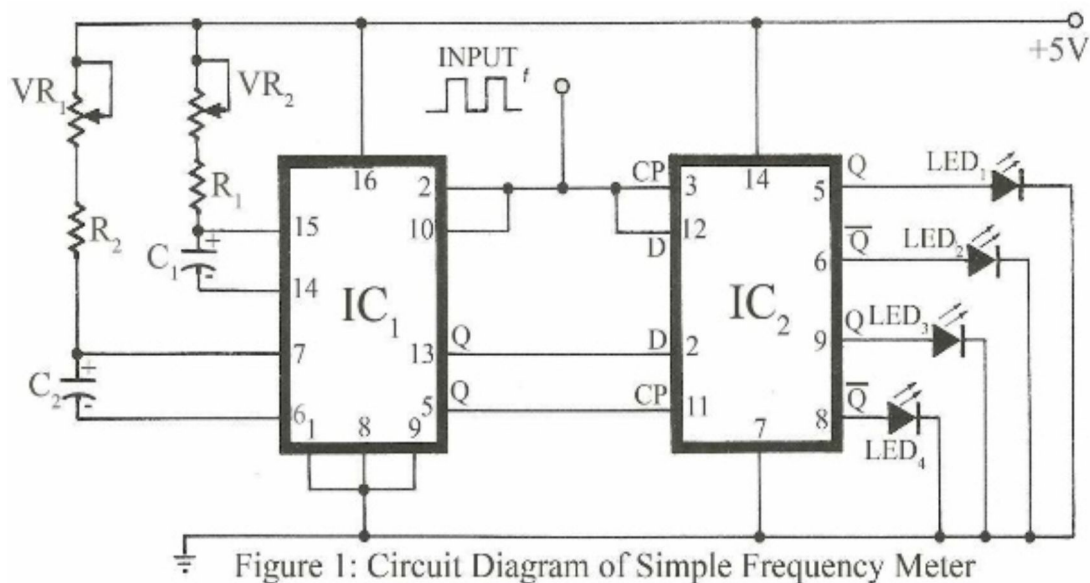 +5V
INPUT f
VR₁
VR₂
R₁
R₂
C₁ + -
C₂ + -
IC₁
16
15
14
7
6
1 8 9
2
10
13 Q
5 Q
IC₂
14
CP 3
D 12
D 2
CP 11
7
5 Q
6 Q̅
9 Q
8 Q̅
LED₁
LED₂
LED₃
LED₄
Figure 1: Circuit Diagram of Simple Frequency Meter